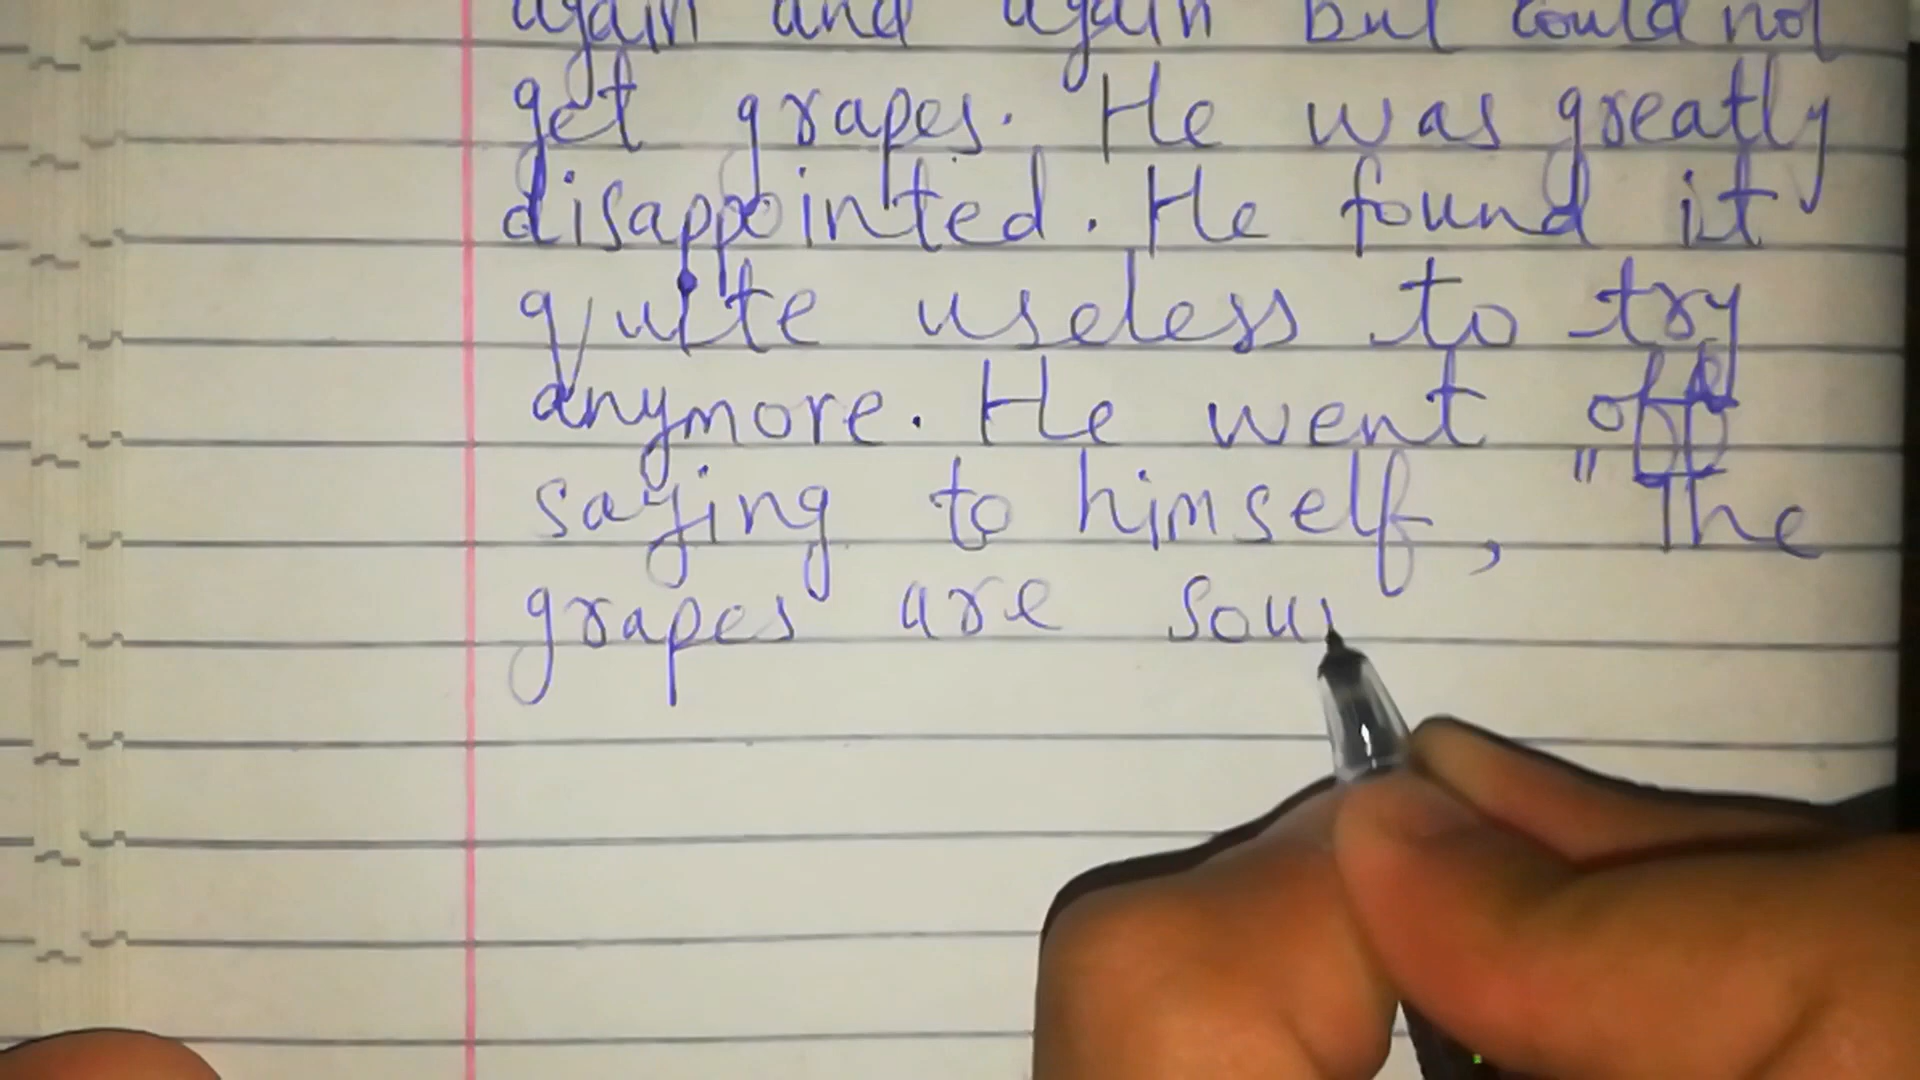 again and again but could not
get grapes. He was greatly
disappointed. He found it
quite useless to try
anymore. He went off
saying to himself, "The
grapes are sour